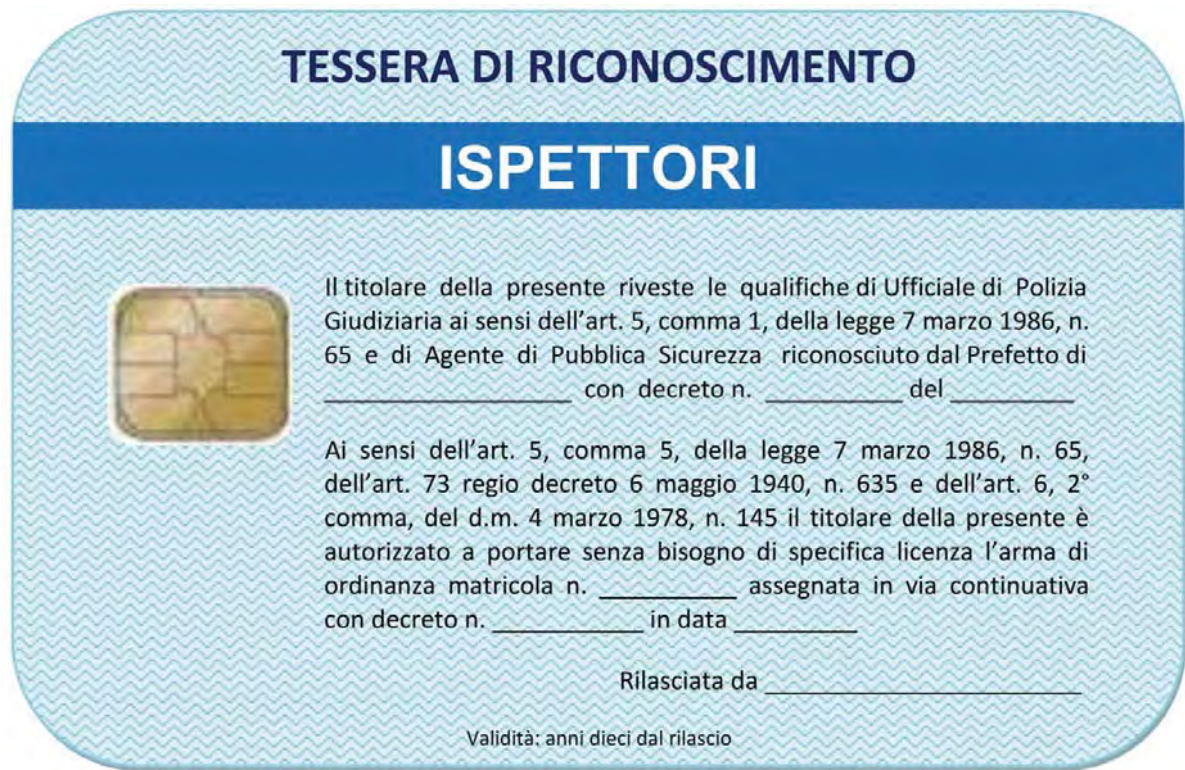 TESSERA DI RICONOSCIMENTO
ISPETTORI
Il titolare della presente riveste le qualifiche di Ufficiale di Polizia
Giudiziaria ai sensi dell’art. 5, comma 1, della legge 7 marzo 1986, n.
65 e di Agente di Pubblica Sicurezza riconosciuto dal Prefetto di
__________________ con decreto n. __________ del _________
Ai sensi dell’art. 5, comma 5, della legge 7 marzo 1986, n. 65,
dell’art. 73 regio decreto 6 maggio 1940, n. 635 e dell’art. 6, 2°
comma, del d.m. 4 marzo 1978, n. 145 il titolare della presente è
autorizzato a portare senza bisogno di specifica licenza l’arma di
ordinanza matricola n. __________ assegnata in via continuativa
con decreto n. ___________ in data _________
Rilasciata da _______________________
Validità: anni dieci dal rilascio